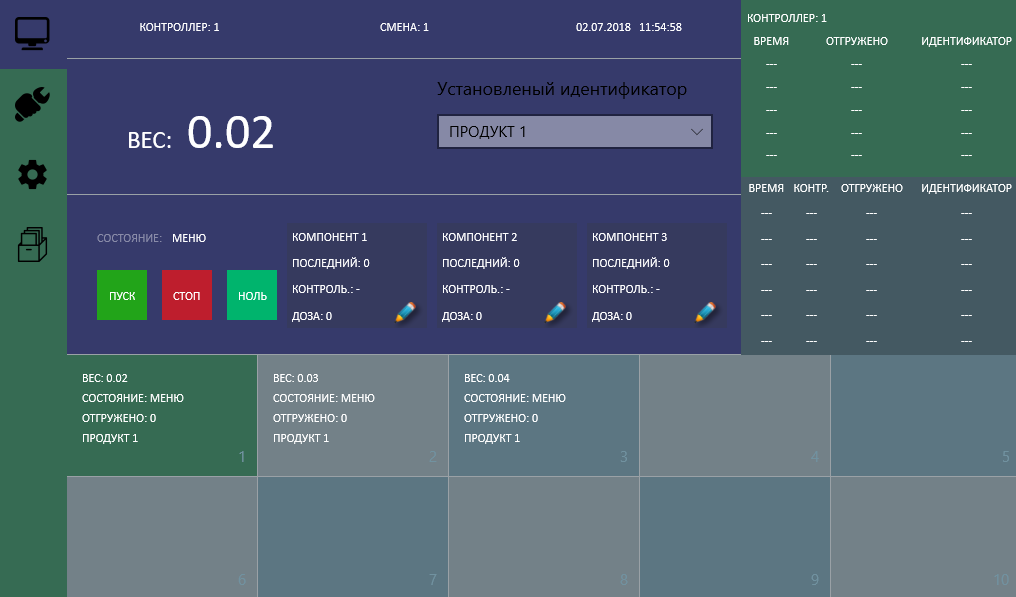 КОНТРОЛЛЕР: 1 СМЕНА: 1 02.07.2018 11:54:58
Установленый идентификатор
ВЕС: 0.02
ПРОДУКТ 1
СОСТОЯНИЕ: МЕНЮ
ПУСК СТОП НОЛЬ
КОМПОНЕНТ 1
ПОСЛЕДНИЙ: 0
КОНТРОЛЬ.: -
ДОЗА: 0
КОМПОНЕНТ 2
ПОСЛЕДНИЙ: 0
КОНТРОЛЬ.: -
ДОЗА: 0
КОМПОНЕНТ 3
ПОСЛЕДНИЙ: 0
КОНТРОЛЬ.: -
ДОЗА: 0
КОНТРОЛЛЕР: 1
ВРЕМЯ ОТГРУЖЕНО ИДЕНТИФИКАТОР
--- --- ---
--- --- ---
--- --- ---
--- --- ---
--- --- ---
ВРЕМЯ КОНТР. ОТГРУЖЕНО ИДЕНТИФИКАТОР
--- --- --- ---
--- --- --- ---
--- --- --- ---
--- --- --- ---
--- --- --- ---
--- --- --- ---
ВЕС: 0.02
СОСТОЯНИЕ: МЕНЮ
ОТГРУЖЕНО: 0
ПРОДУКТ 1
1
ВЕС: 0.03
СОСТОЯНИЕ: МЕНЮ
ОТГРУЖЕНО: 0
ПРОДУКТ 1
2
ВЕС: 0.04
СОСТОЯНИЕ: МЕНЮ
ОТГРУЖЕНО: 0
ПРОДУКТ 1
3
4
5
6
7
8
9
10